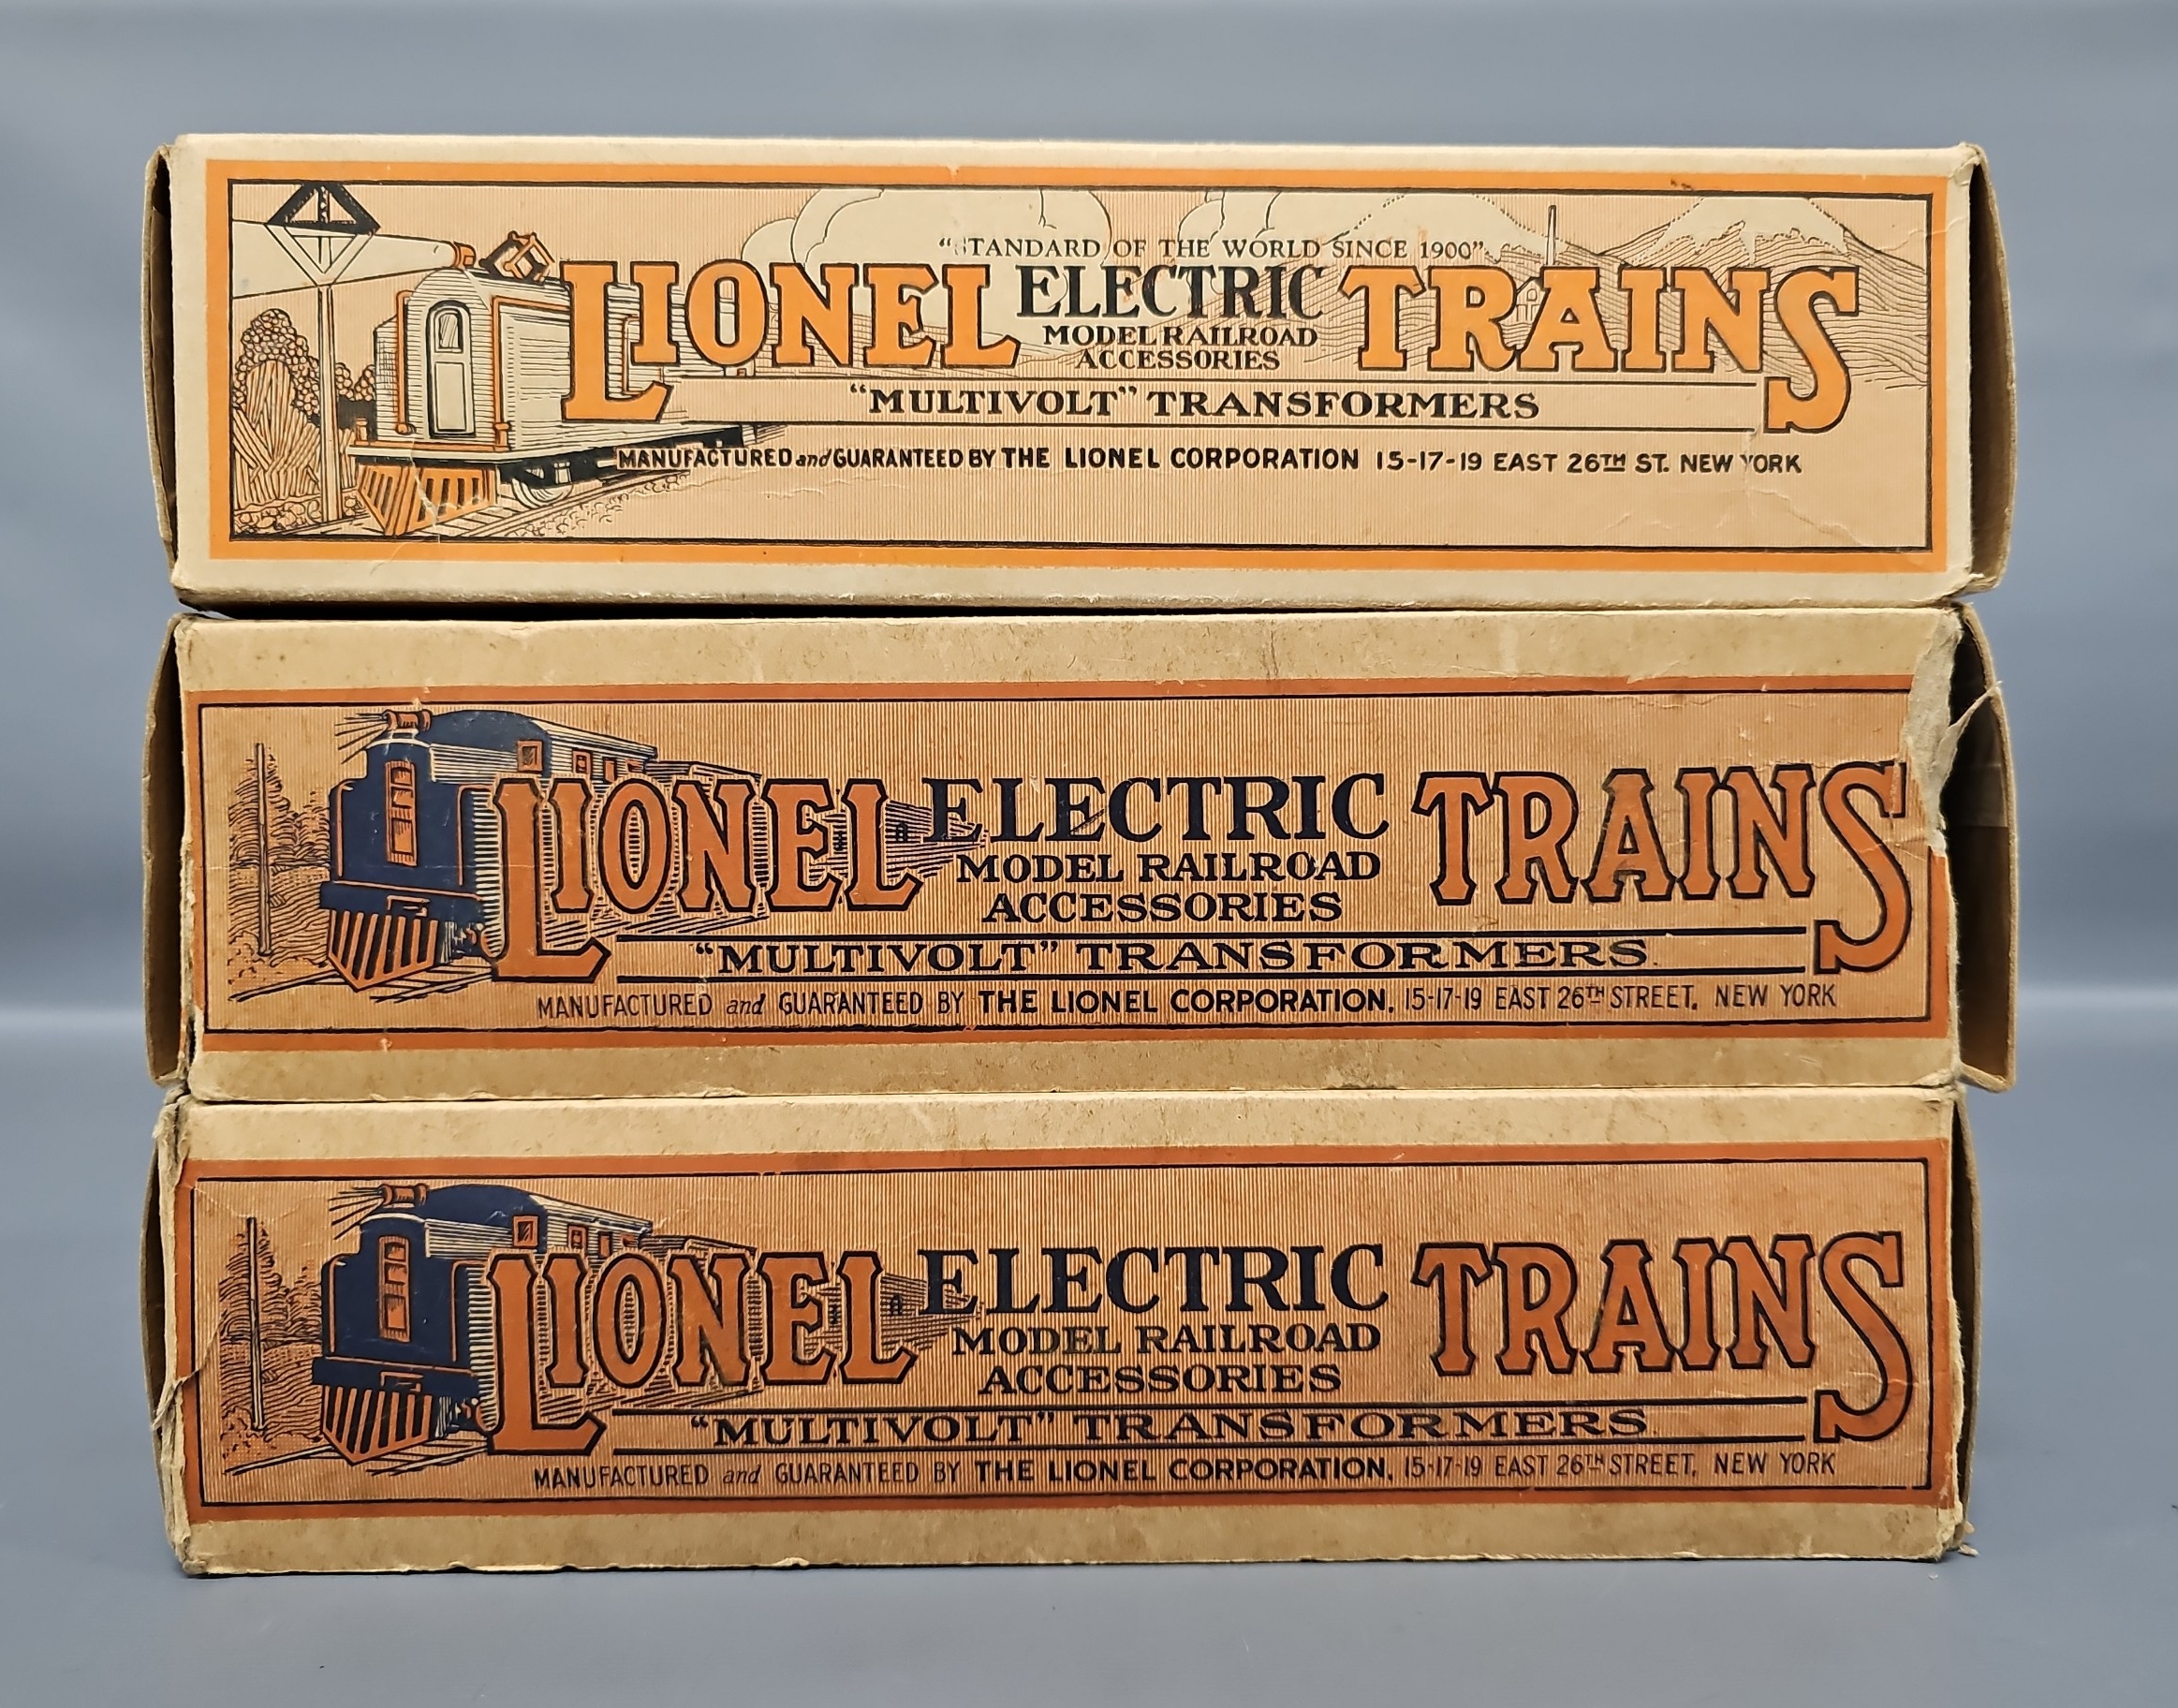 "STANDARD OF THE WORLD SINCE 1900"
LIONEL ELECTRIC TRAINS
MODEL RAILROAD
ACCESSORIES
"MULTIVOLT" TRANSFORMERS
MANUFACTURED and GUARANTEED BY THE LIONEL CORPORATION 15-17-19 EAST 26TH ST. NEW YORK
LIONEL ELECTRIC TRAINS
MODEL RAILROAD
ACCESSORIES
"MULTIVOLT" TRANSFORMERS.
MANUFACTURED and GUARANTEED BY THE LIONEL CORPORATION, 15-17-19 EAST 26TH STREET, NEW YORK
LIONEL ELECTRIC TRAINS
MODEL RAILROAD
ACCESSORIES
"MULTIVOLT" TRANSFORMERS.
MANUFACTURED and GUARANTEED BY THE LIONEL CORPORATION, 15-17-19 EAST 26TH STREET, NEW YORK